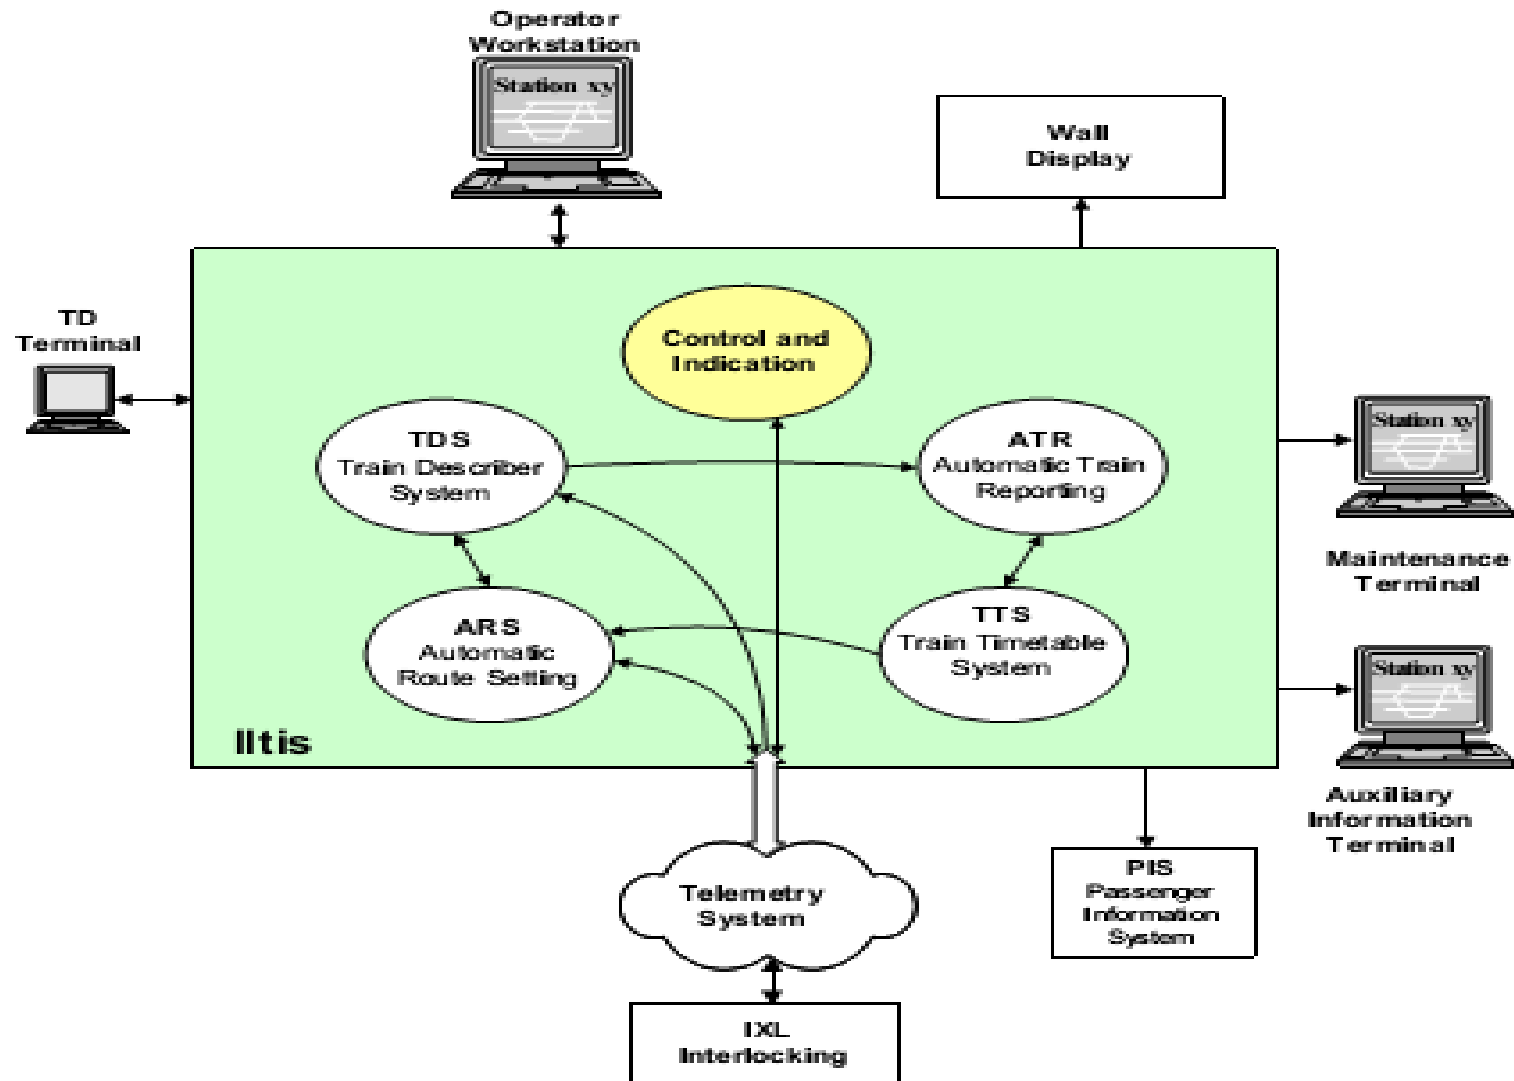 Operator
Workstation
Station xy
Wall
Display
TD
Terminal
Control and
Indication
TDS
Train Describer
System
ATR
Automatic Train
Reporting
Station xy
Maintenance
Terminal
ARS
Automatic
Route Setting
TTS
Train Timetable
System
Station xy
Iltis
Auxiliary
Information
Terminal
Telemetry
System
PIS
Passenger
Information
System
IXL
Interlocking